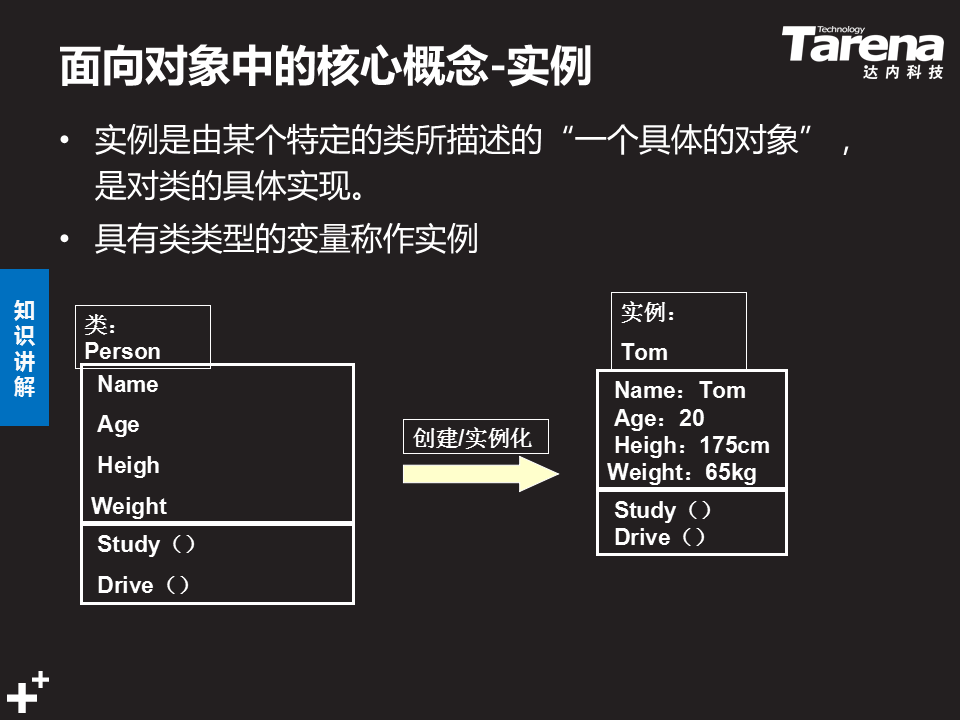 面向对象中的核心概念-实例
Technology
Tarena
达内科技
• 实例是由某个特定的类所描述的“一个具体的对象”，
是对类的具体实现。
• 具有类类型的变量称作实例
知
识
讲
解
类：
Person
Name
Age
Heigh
Weight
Study（）
Drive（）
创建/实例化
实例：
Tom
Name：Tom
Age：20
Heigh：175cm
Weight：65kg
Study（）
Drive（）